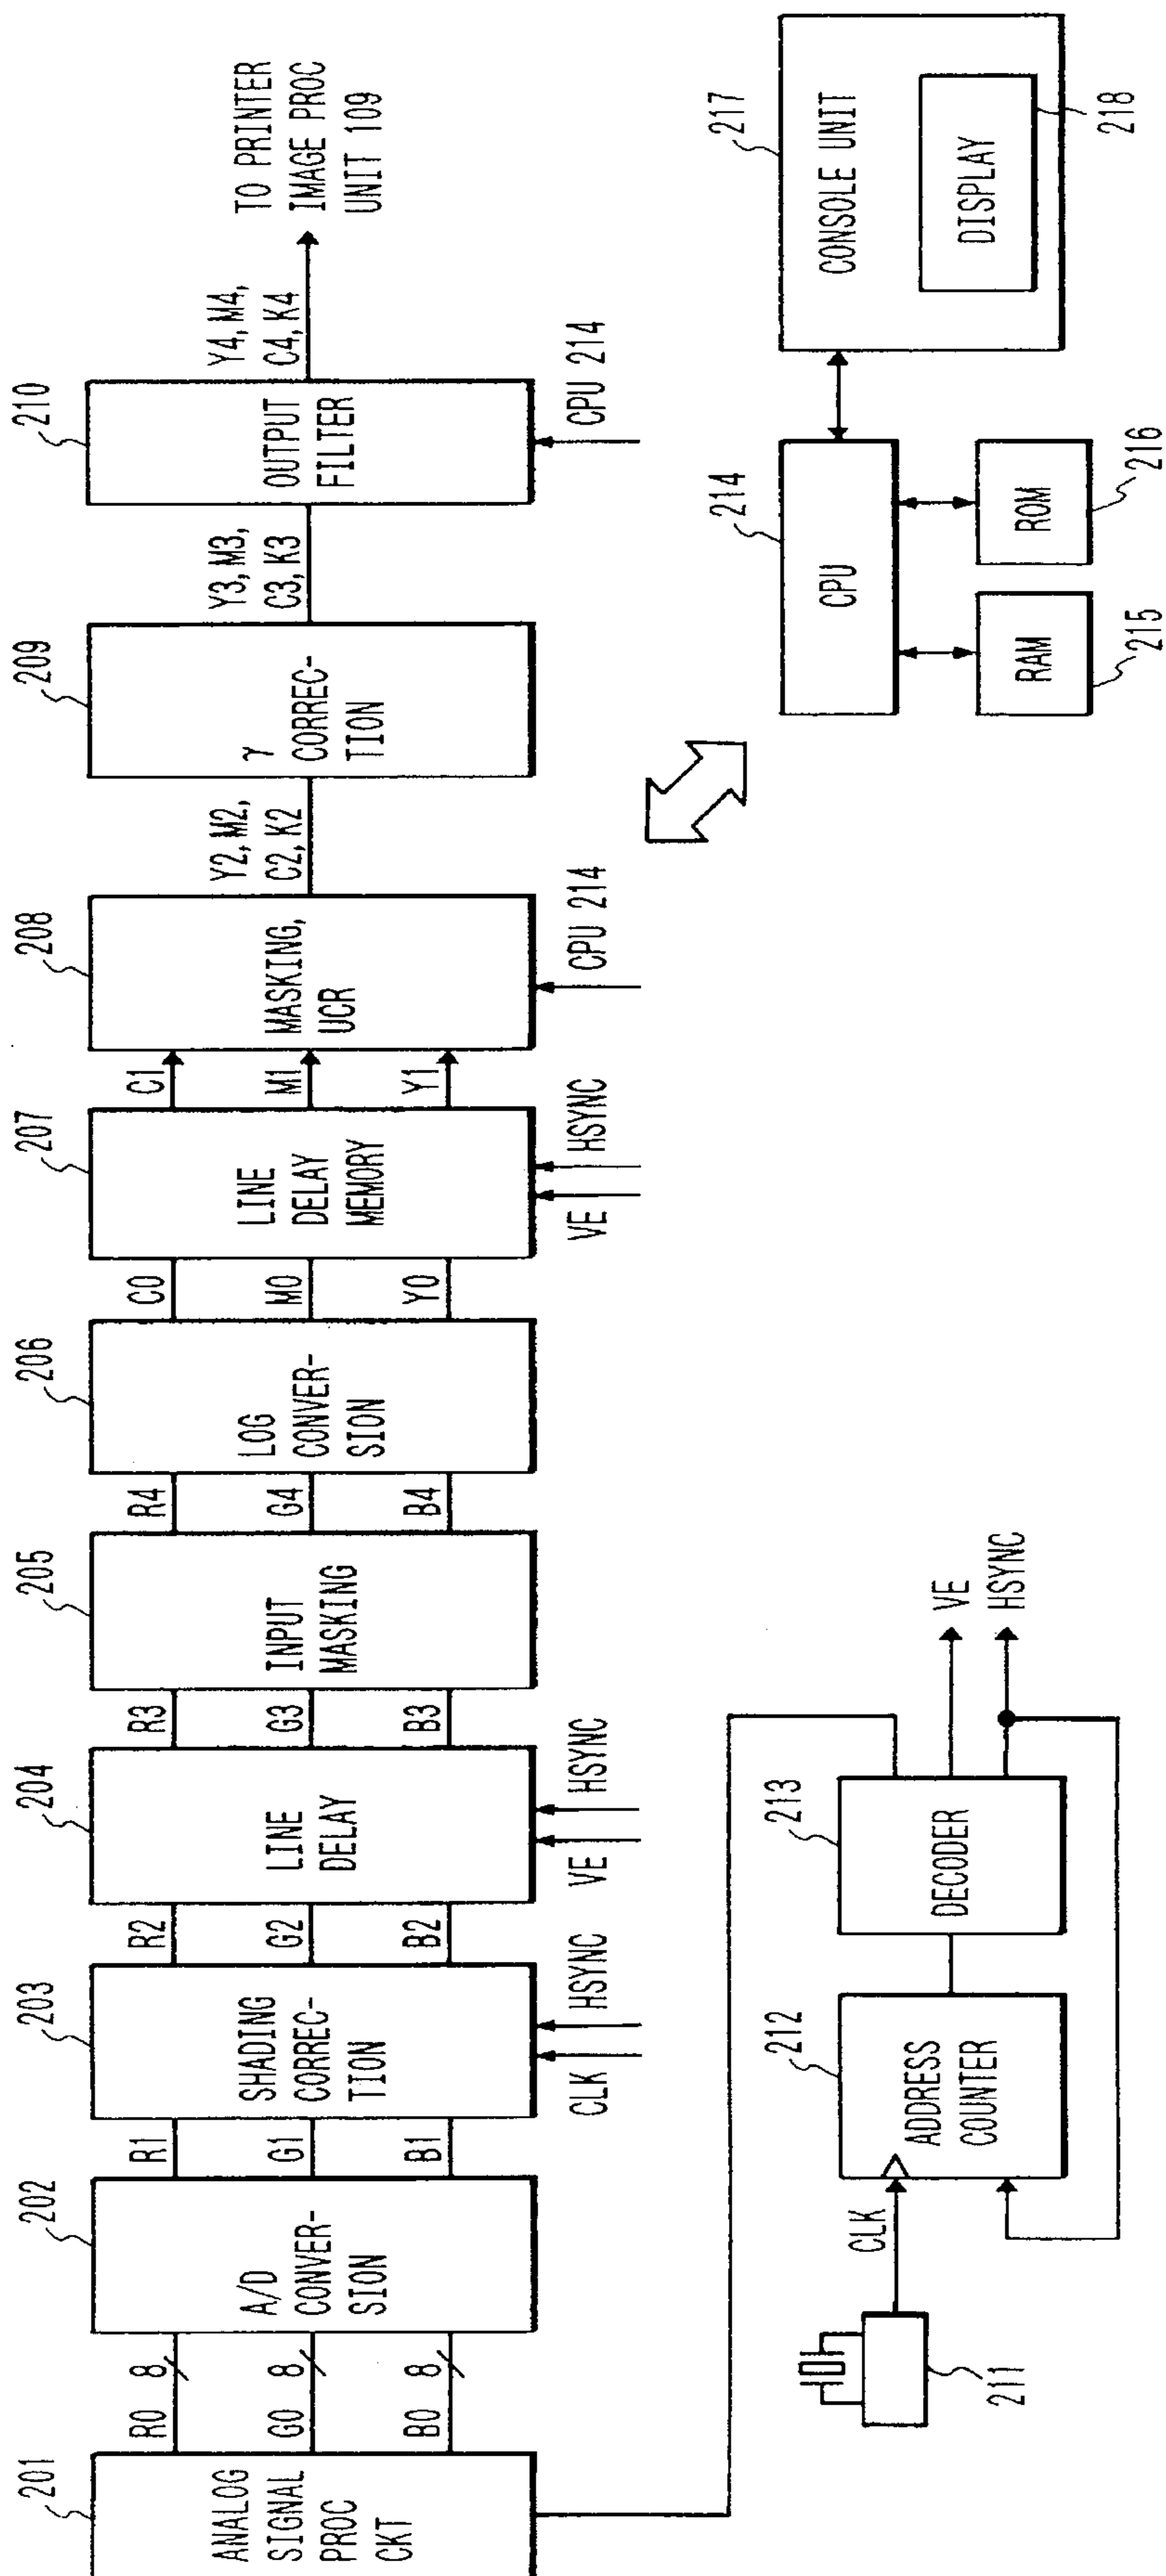 201
ANALOG
SIGNAL
PROC
CKT
R0
8
G0
8
B0
8
202
A/D
CONVER-
SION
R1
G1
B1
203
SHADING
CORREC-
TION
CLK
HSYNC
R2
G2
B2
204
LINE
DELAY
VE
HSYNC
R3
G3
B3
205
INPUT
MASKING
R4
G4
B4
206
LOG
CONVER-
SION
C0
M0
Y0
207
LINE
DELAY
MEMORY
VE
HSYNC
C1
M1
Y1
208
MASKING,
UCR
CPU 214
Y2, M2,
C2, K2
209
γ
CORREC-
TION
Y3, M3,
C3, K3
210
OUTPUT
FILTER
CPU 214
Y4, M4,
C4, K4
TO PRINTER
IMAGE PROC
UNIT 109
211
CLK
212
ADDRESS
COUNTER
213
DECODER
VE
HSYNC
214
CPU
RAM
215
ROM
216
217
CONSOLE UNIT
DISPLAY
218